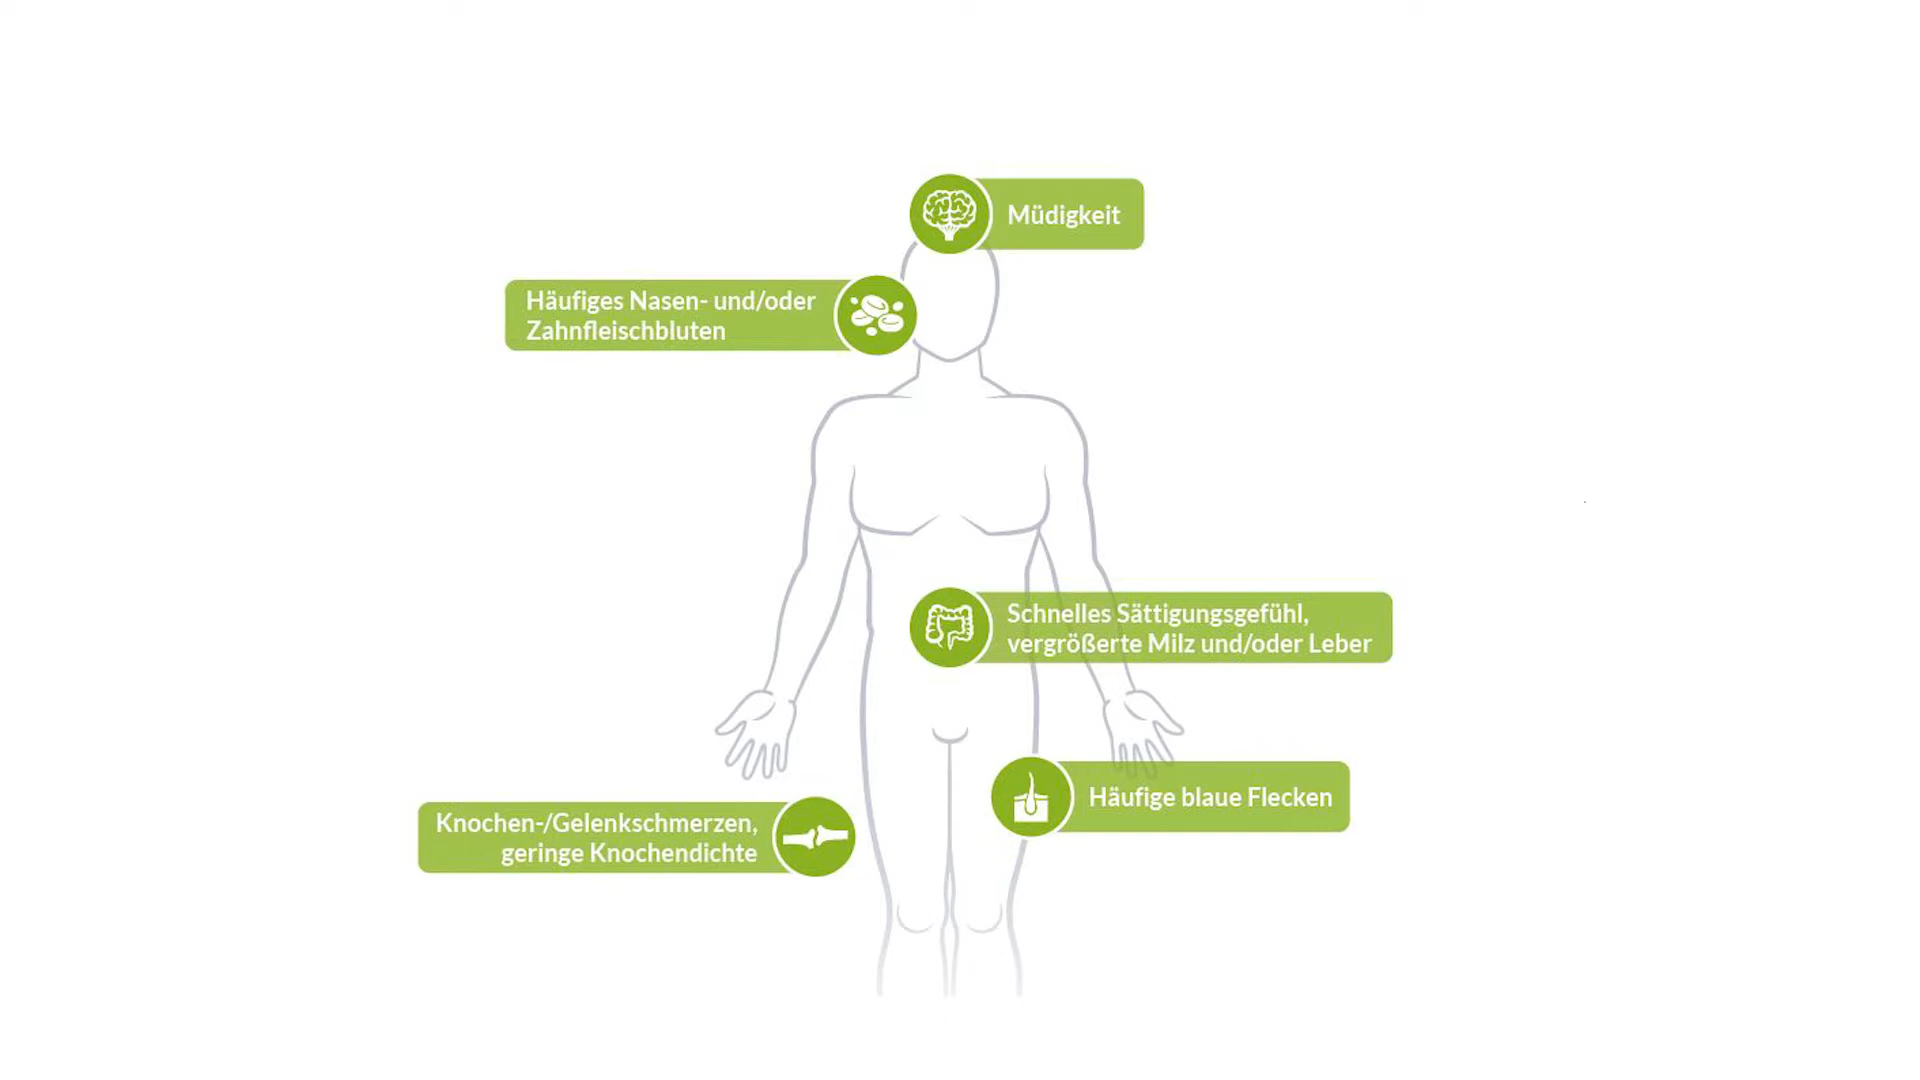 Müdigkeit
Häufiges Nasen- und/oder
Zahnfleischbluten
Schnelles Sättigungsgefühl,
vergrößerte Milz und/oder Leber
Häufige blaue Flecken
Knochen-/Gelenkschmerzen,
geringe Knochendichte